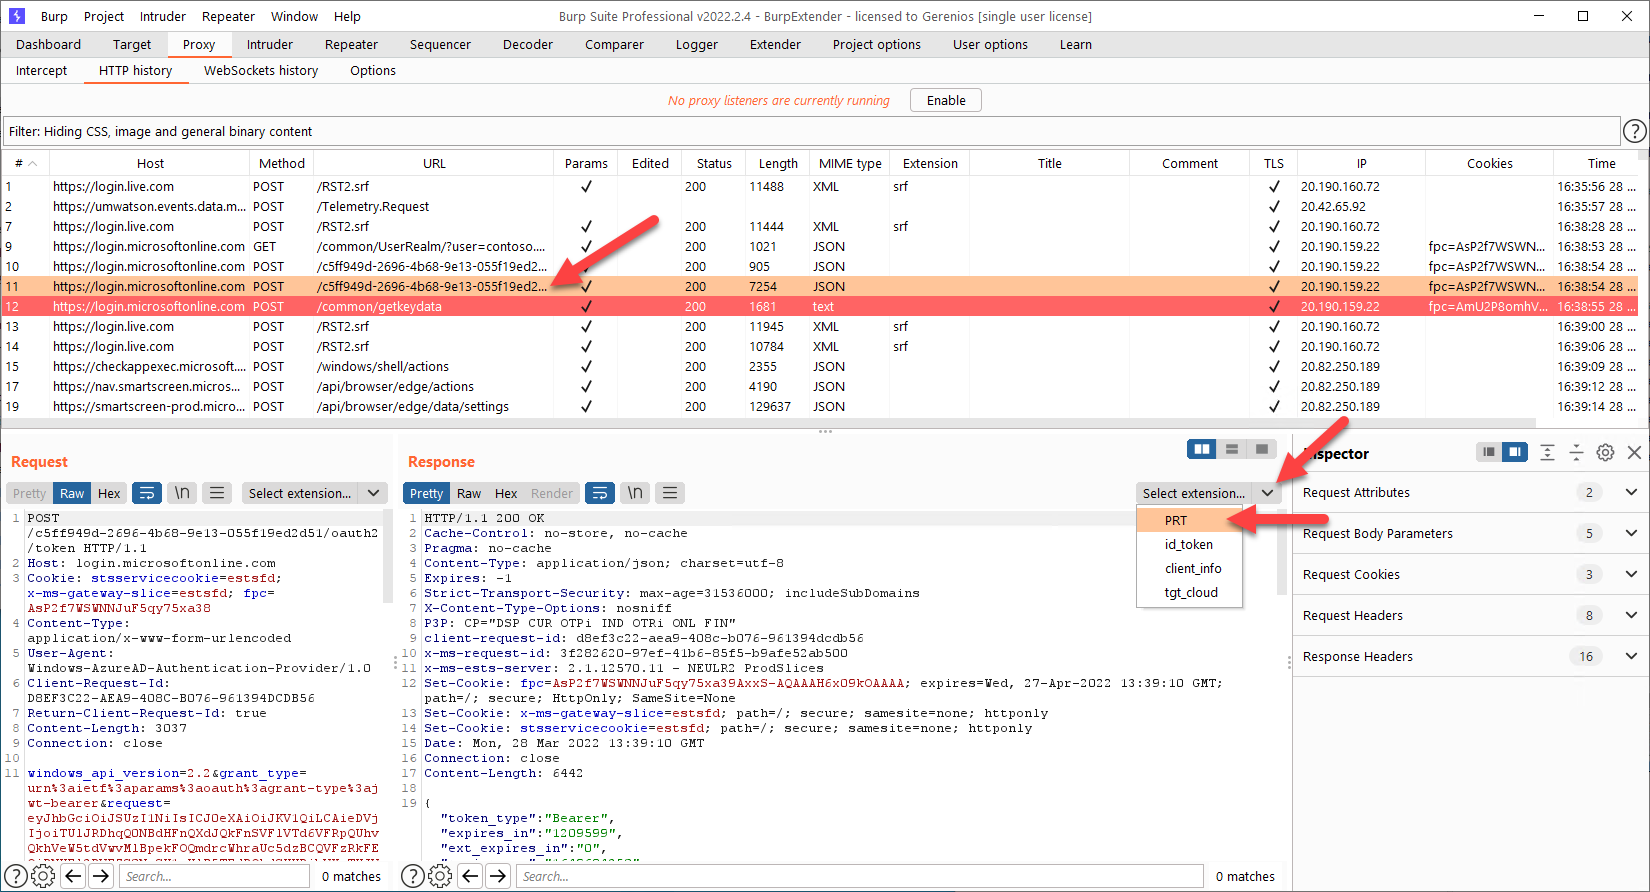 Burp Project Intruder Repeater Window Help Burp Suite Professional v2022.2.4 - BurpExtender - licensed to Gerenios [single user license]
Dashboard Target Proxy Intruder Repeater Sequencer Decoder Comparer Logger Extender Project options User options Learn
Intercept HTTP history WebSockets history Options
No proxy listeners are currently running Enable
Filter: Hiding CSS, image and general binary content
# Host Method URL Params Edited Status Length MIME type Extension Title Comment TLS IP Cookies Time
1 https://login.live.com POST /RST2.srf ✓ 200 11488 XML srf ✓ 20.190.160.72 16:35:56 28 ...
2 https://umwatson.events.data.m... POST /Telemetry.Request ✓ 20.42.65.92 16:35:57 28 ...
7 https://login.live.com POST /RST2.srf ✓ 200 11444 XML srf ✓ 20.190.160.72 16:38:28 28 ...
9 https://login.microsoftonline.com GET /common/UserRealm/?user=contoso.... ✓ 200 1021 JSON ✓ 20.190.159.22 fpc=AsP2f7WSWN... 16:38:53 28 ...
10 https://login.microsoftonline.com POST /c5ff949d-2696-4b68-9e13-055f19ed2... ✓ 200 905 JSON ✓ 20.190.159.22 fpc=AsP2f7WSWN... 16:38:54 28 ...
11 https://login.microsoftonline.com POST /c5ff949d-2696-4b68-9e13-055f19ed2... ✓ 200 7254 JSON ✓ 20.190.159.22 fpc=AsP2f7WSWN... 16:38:54 28 ...
12 https://login.microsoftonline.com POST /common/getkeydata ✓ 200 1681 text ✓ 20.190.159.22 fpc=AmU2P8omhV... 16:38:55 28 ...
13 https://login.live.com POST /RST2.srf ✓ 200 11945 XML srf ✓ 20.190.160.72 16:39:00 28 ...
14 https://login.live.com POST /RST2.srf ✓ 200 10784 XML srf ✓ 20.190.160.72 16:39:06 28 ...
15 https://checkappexec.microsoft.... POST /windows/shell/actions ✓ 200 2355 JSON ✓ 20.82.250.189 16:39:09 28 ...
17 https://nav.smartscreen.micros... POST /api/browser/edge/actions ✓ 200 4190 JSON ✓ 20.82.250.189 16:39:12 28 ...
19 https://smartscreen-prod.micro... POST /api/browser/edge/data/settings ✓ 200 129637 JSON ✓ 20.82.250.189 16:39:14 28 ...
Request
Pretty Raw Hex \n Select extension...
1 POST
/c5ff949d-2696-4b68-9e13-055f19ed2d51/oauth2
/token HTTP/1.1
2 Host: login.microsoftonline.com
3 Cookie: stsservicecookie=estsfd;
x-ms-gateway-slice=estsfd; fpc=
AsP2f7WSWNNJuF5qy75xa38
4 Content-Type:
application/x-www-form-urlencoded
5 User-Agent:
Windows-AzureAD-Authentication-Provider/1.0
6 Client-Request-Id:
D8EF3C22-AEA9-408C-B076-961394DCDB56
7 Return-Client-Request-Id: true
8 Content-Length: 3037
9 Connection: close
10
11 windows_api_version=2.2&grant_type=
urn%3aietf%3aparams%3aoauth%3agrant-type%3aj
wt-bearer&request=
Search... 0 matches
Response
Pretty Raw Hex Render \n Select extension...
PRT
id_token
client_info
tgt_cloud
1 HTTP/1.1 200 OK
2 Cache-Control: no-store, no-cache
3 Pragma: no-cache
4 Content-Type: application/json; charset=utf-8
5 Expires: -1
6 Strict-Transport-Security: max-age=31536000; includeSubDomains
7 X-Content-Type-Options: nosniff
8 P3P: CP="DSP CUR OTPi IND OTRi ONL FIN"
9 client-request-id: d8ef3c22-aea9-408c-b076-961394dcdb56
10 x-ms-request-id: 3f282620-97ef-41b6-85f5-b9afe52ab500
11 x-ms-ests-server: 2.1.12570.11 - NEULR2 ProdSlices
12 Set-Cookie: fpc=AsP2f7WSWNNJuF5qy75xa39AxxS-AQAAAH6xO9kOAAAA; expires=Wed, 27-Apr-2022 13:39:10 GMT;
path=/; secure; HttpOnly; SameSite=None
13 Set-Cookie: x-ms-gateway-slice=estsfd; path=/; secure; samesite=none; httponly
14 Set-Cookie: stsservicecookie=estsfd; path=/; secure; samesite=none; httponly
15 Date: Mon, 28 Mar 2022 13:39:10 GMT
16 Connection: close
17 Content-Length: 6442
18
19 {
"token_type":"Bearer",
"expires_in":"1209599",
"ext_expires_in":"0",
Search... 0 matches
Inspector
Request Attributes 2
Request Body Parameters 5
Request Cookies 3
Request Headers 8
Response Headers 16